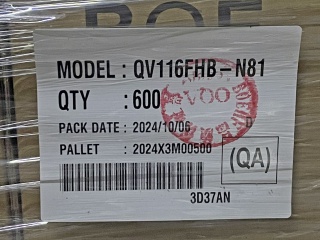 BOE
MODEL : QV116FHB-N81
QTY : 600
PACK DATE : 2024/10/06
PALLET : 2024X3M00500
(QA)
3D37AN